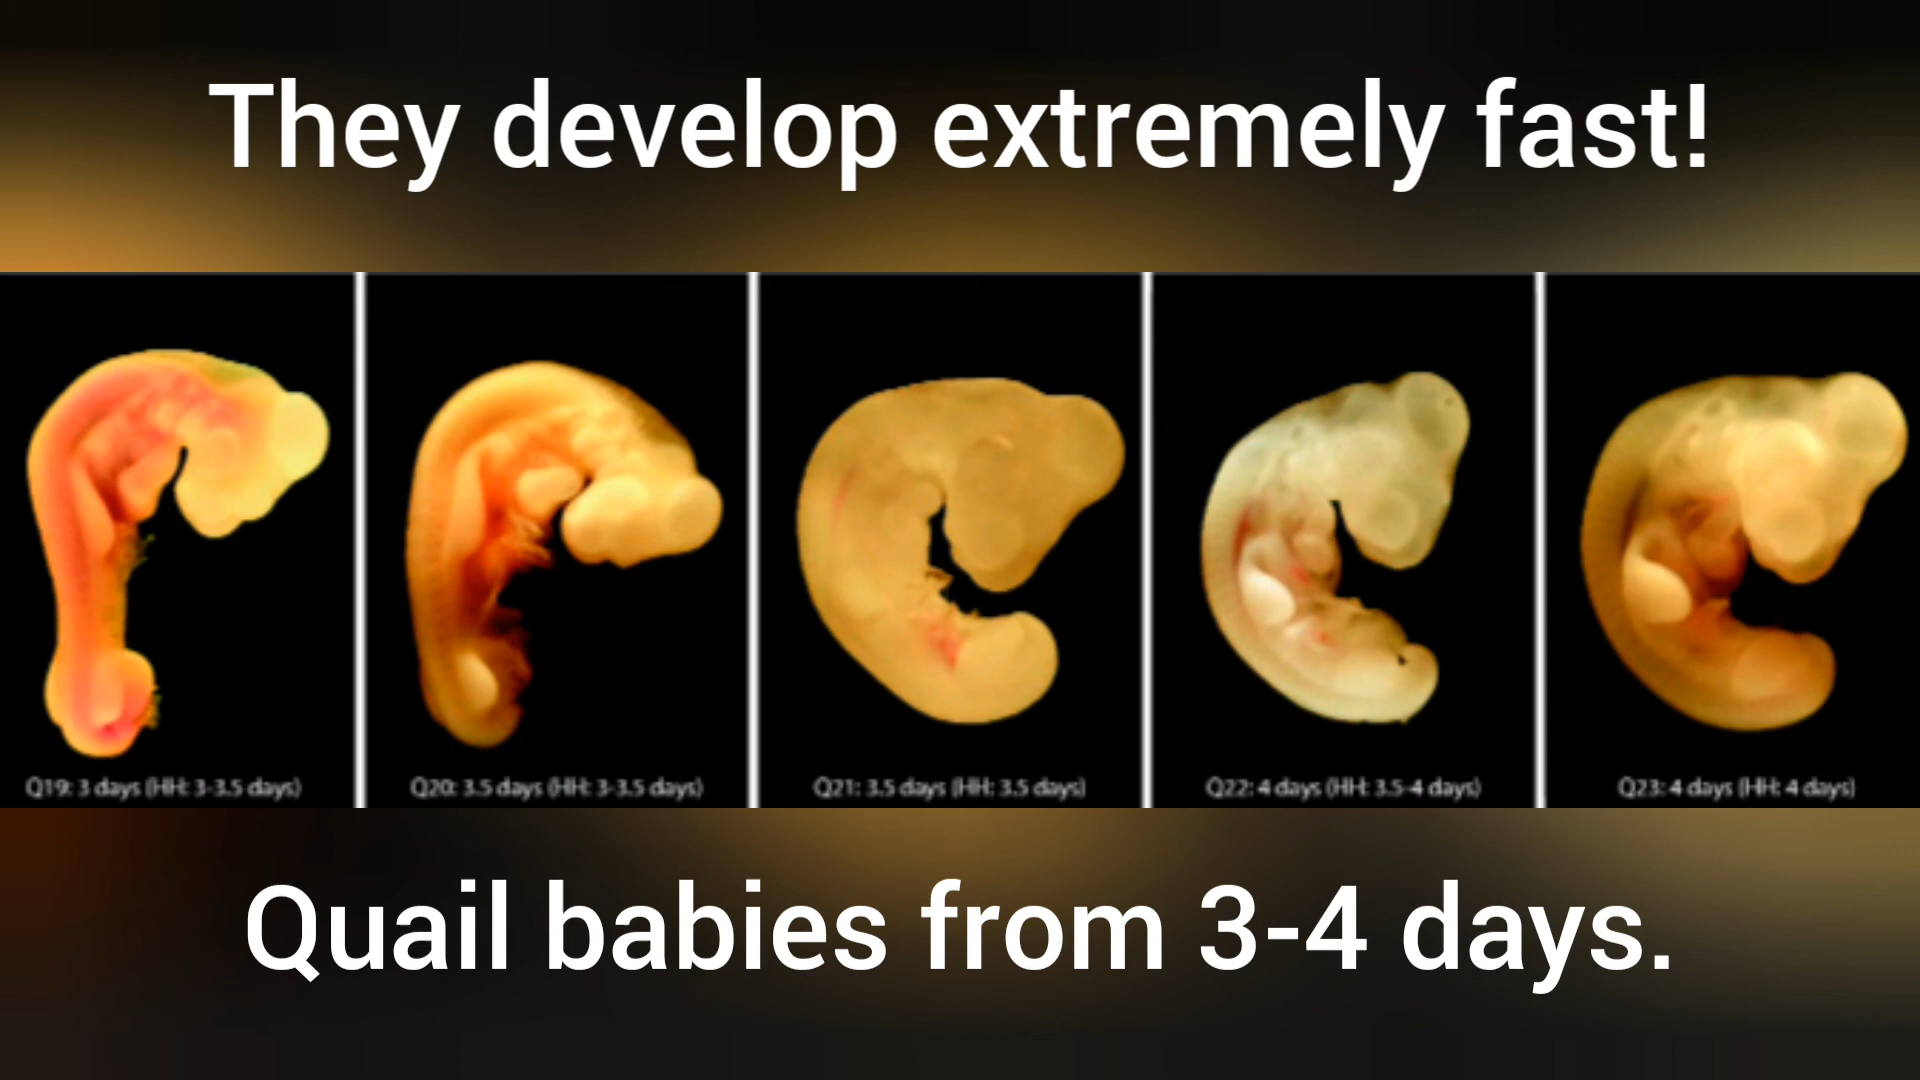 They develop extremely fast!
Q19: 3 days (HH: 3-3.5 days)
Q20: 3.5 days (HH: 3-3.5 days)
Q21: 3.5 days (HH: 3.5 days)
Q22: 4 days (HH: 3.5-4 days)
Q23: 4 days (HH: 4 days)
Quail babies from 3-4 days.